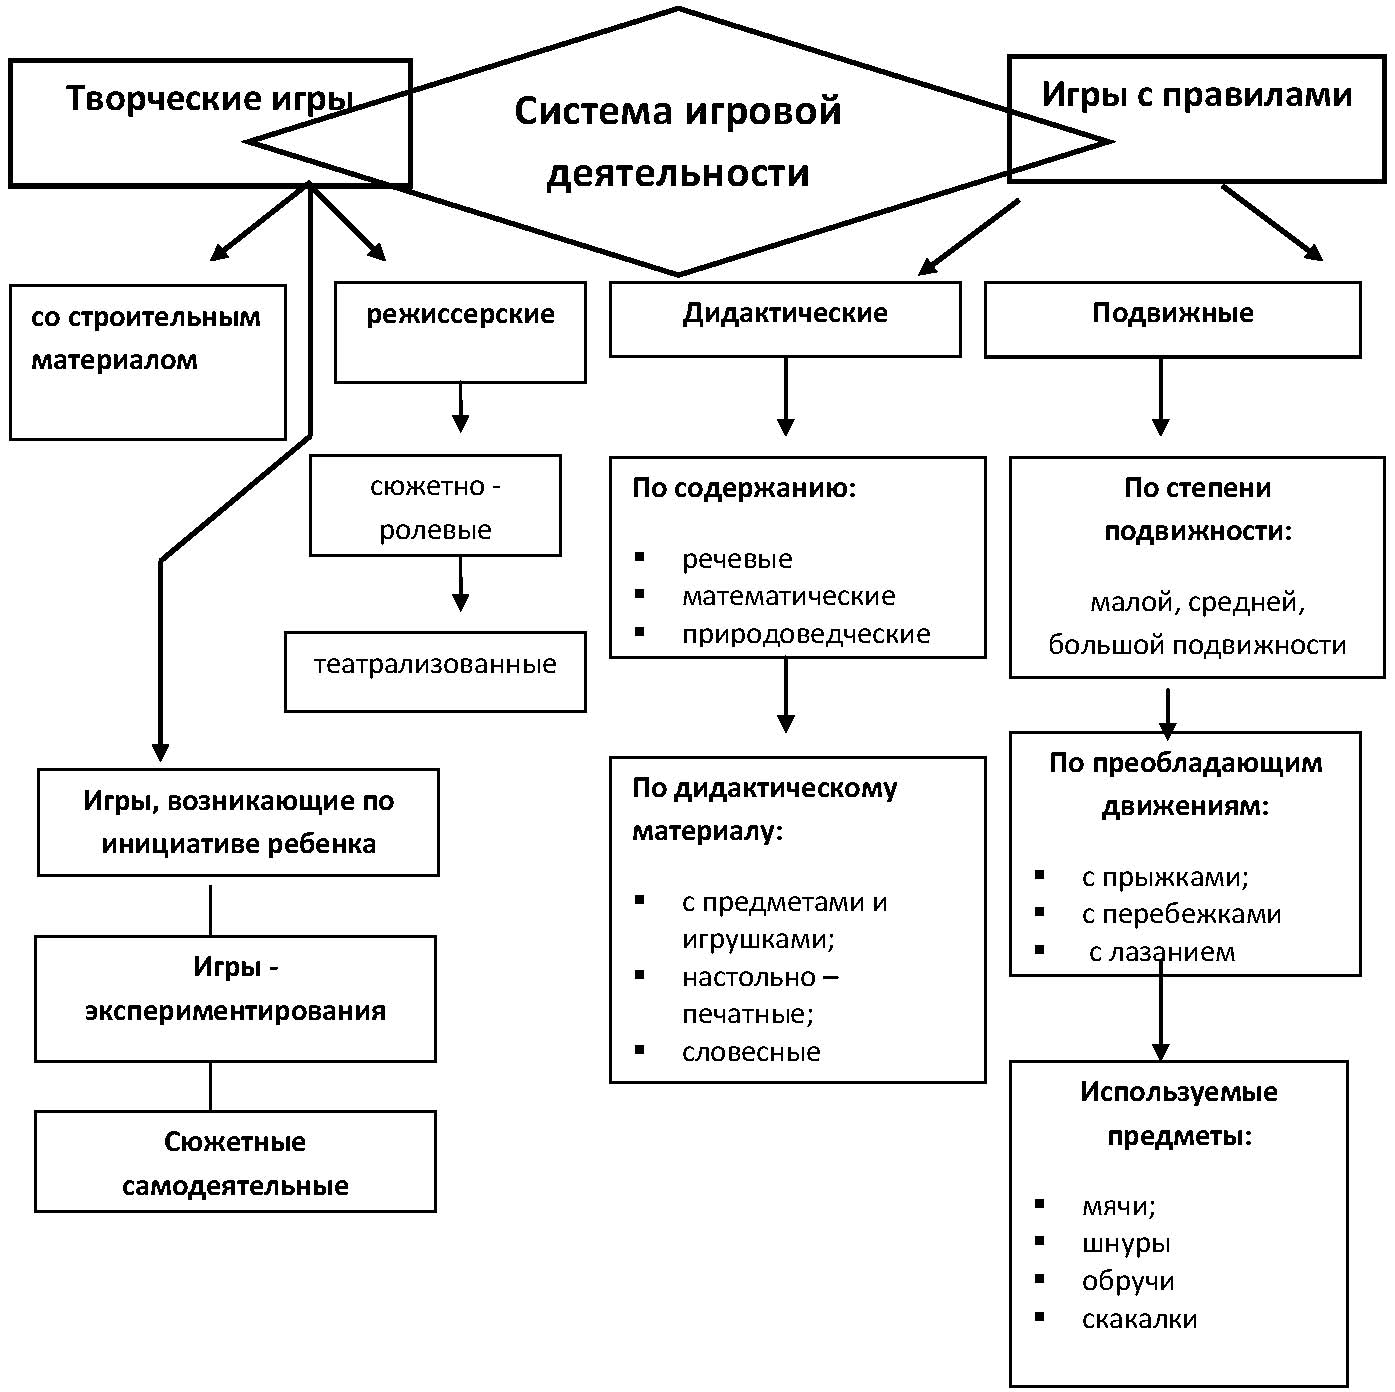 Творческие игры
Система игровой
деятельности
Игры с правилами
со строительным
материалом
режиссерские
сюжетно -
ролевые
театрализованные
Игры, возникающие по
инициативе ребенка
Игры -
экспериментирования
Сюжетные
самодеятельные
Дидактические
По содержанию:
▪ речевые
▪ математические
▪ природоведческие
По дидактическому
материалу:
▪ с предметами и
игрушками;
▪ настольно –
печатные;
▪ словесные
Подвижные
По степени
подвижности:
малой, средней,
большой подвижности
По преобладающим
движениям:
▪ с прыжками;
▪ с перебежками
▪ с лазанием
Используемые
предметы:
▪ мячи;
▪ шнуры
▪ обручи
▪ скакалки